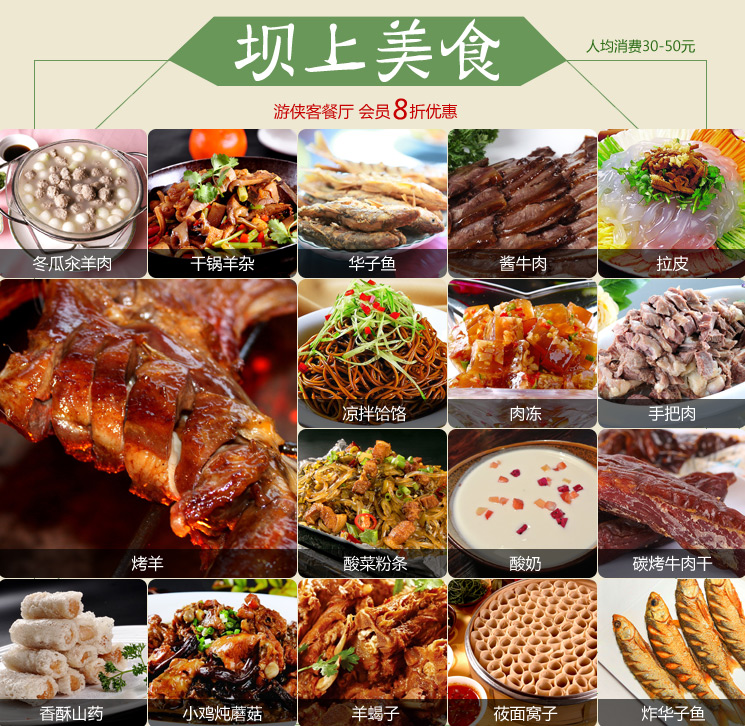 坝上美食
人均消费30-50元
游侠客餐厅 会员8折优惠
冬瓜汆羊肉
干锅羊杂
华子鱼
酱牛肉
拉皮
凉拌饸饹
肉冻
手把肉
烤羊
酸菜粉条
酸奶
碳烤牛肉干
香酥山药
小鸡炖蘑菇
羊蝎子
莜面窝子
炸华子鱼